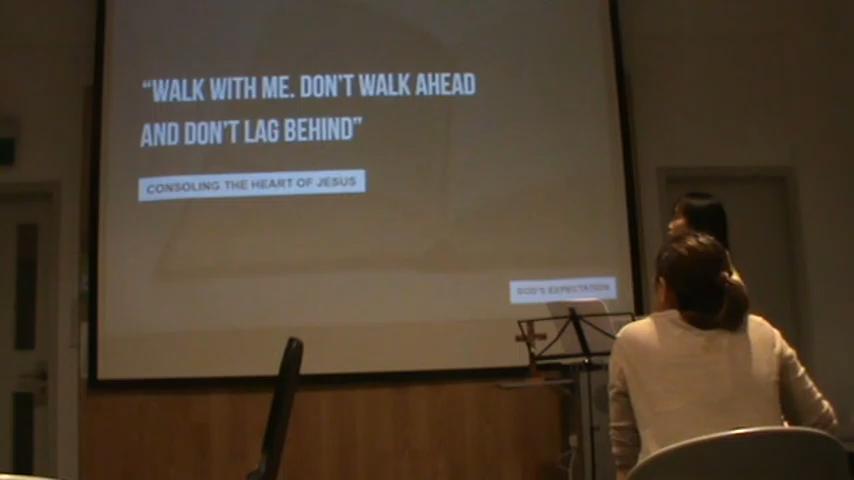 “WALK WITH ME. DON’T WALK AHEAD
AND DON’T LAG BEHIND”
CONSOLING THE HEART OF JESUS
GOD'S EXPECTATION